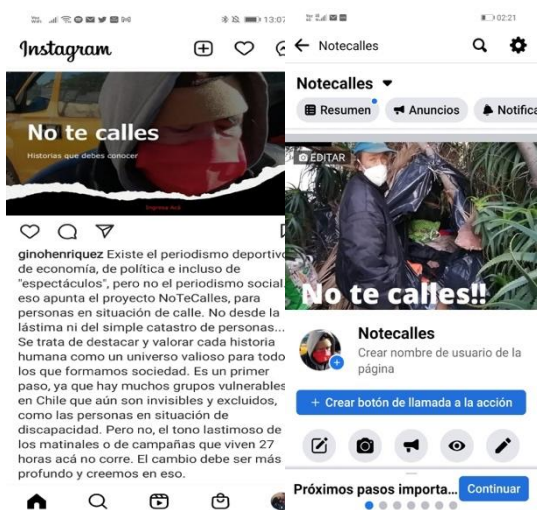 13:07
Instagram
No te calles
Historias que debes conocer
Ingresa Acá
ginohenriquez Existe el periodismo deportivo
de economía, de política e incluso de
"espectáculos", pero no el periodismo social.
eso apunta el proyecto NoTeCalles, para
personas en situación de calle. No desde la
lástima ni del simple catastro de personas...
Se trata de destacar y valorar cada historia
humana como un universo valioso para todo
los que formamos sociedad. Es un primer
paso, ya que hay muchos grupos vulnerables
en Chile que aún son invisibles y excluidos,
como las personas en situación de
discapacidad. Pero no, el tono lastimoso de
los matinales o de campañas que viven 27
horas acá no corre. El cambio debe ser más
profundo y creemos en eso.
02:21
Notecalles
Notecalles
Resumen
Anuncios
Notifica
EDITAR
No te calles!!
Notecalles
Crear nombre de usuario de la
página
+ Crear botón de llamada a la acción
Próximos pasos importa...
Continuar